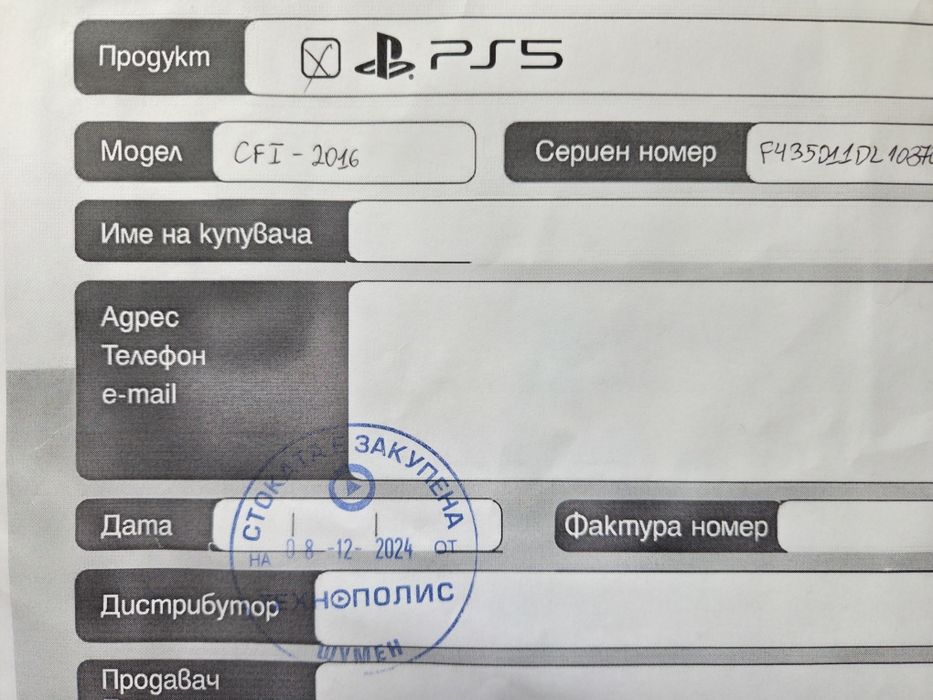 Продукт PS5
Модел CFI - 2016 Сериен номер
Име на купувача
Адрес
Телефон
e-mail
СТОКАТА Е ЗАКУПЕНА
Дата Фактура номер
НА 08 -12- 2024 ОТ
ТЕХНОПОЛИС
Дистрибутор
ШУМЕН
Продавач